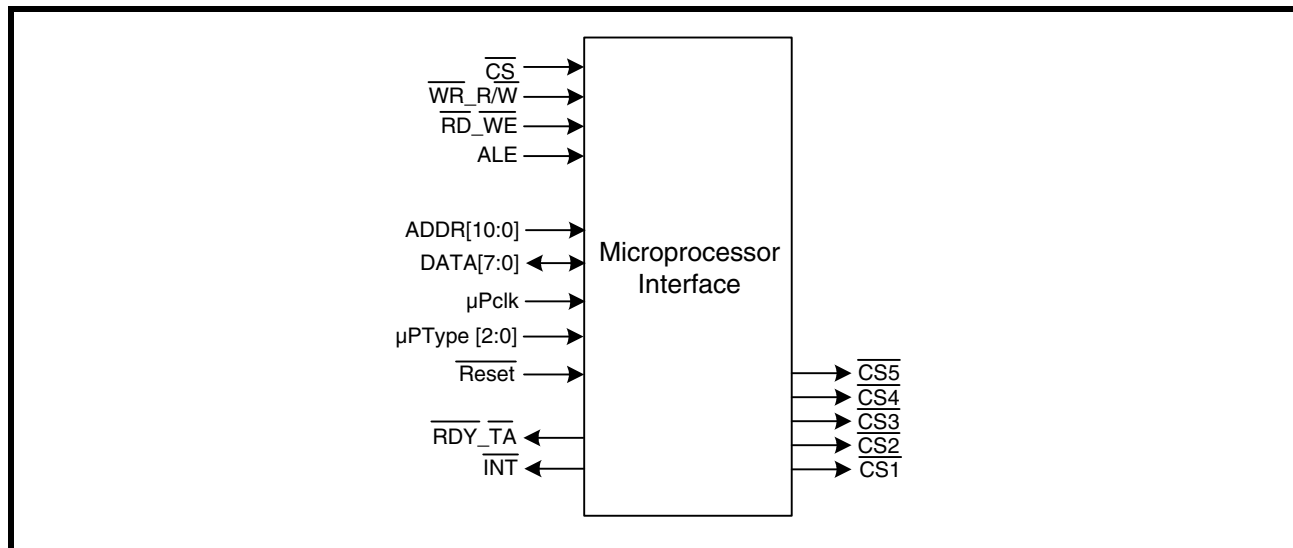 CS
WR_R/W
RD_WE
ALE
ADDR[10:0]
DATA[7:0]
µPclk
µPType [2:0]
Reset
RDY_TA
INT
Microprocessor
Interface
CS5
CS4
CS3
CS2
CS1